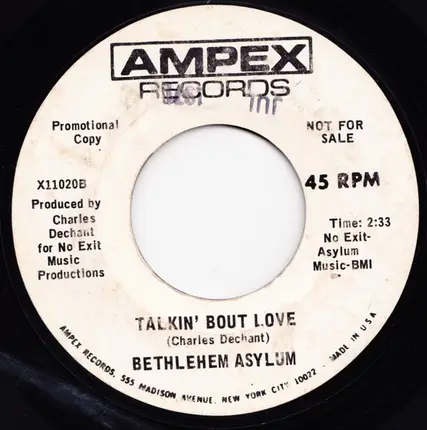 AMPEX
RECORDS
Promotional
Copy
NOT FOR
SALE
X11020B
45 RPM
Produced by
Charles
Dechant
for No Exit
Music
Productions
Time: 2:33
No Exit-
Asylum
Music-BMI
TALKIN' BOUT LOVE
(Charles Dechant)
BETHLEHEM ASYLUM
AMPEX RECORDS, 555 MADISON AVENUE, NEW YORK CITY 10022 . MADE IN U S A